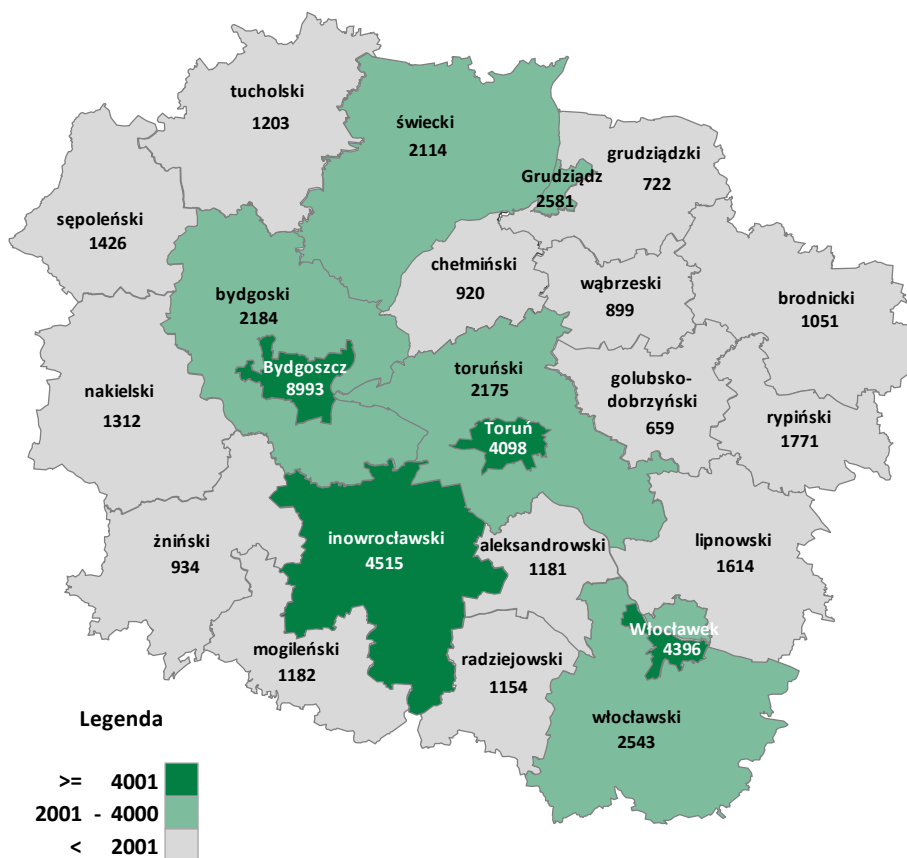 tucholski
1203
świecki
2114
grudziądzki
722
Grudziądz
2581
sępoleński
1426
chełmiński
920
wąbrzeski
899
brodnicki
1051
bydgoski
2184
Bydgoszcz
8993
toruński
2175
golubsko-
dobrzyński
659
nakielski
1312
rypiński
1771
Toruń
4098
żniński
934
inowrocławski
4515
aleksandrowski
1181
lipnowski
1614
mogileński
1182
radziejowski
1154
Włocławek
4396
włocławski
2543
Legenda
>= 4001
2001 - 4000
< 2001